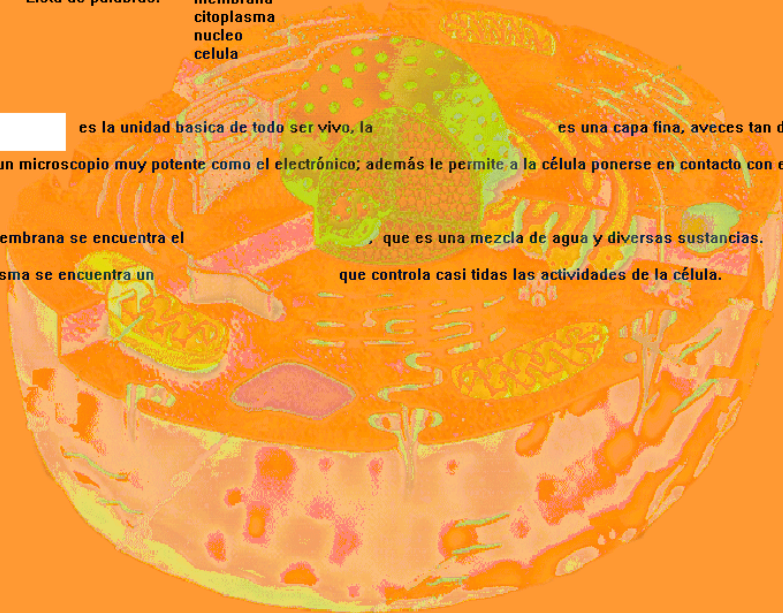 Lista de palabras: membrana
citoplasma
nucleo
celula
es la unidad basica de todo ser vivo, la es una capa fina, aveces tan d
un microscopio muy potente como el electrónico; además le permite a la célula ponerse en contacto con e
embrana se encuentra el , que es una mezcla de agua y diversas sustancias.
sma se encuentra un que controla casi tidas las actividades de la célula.